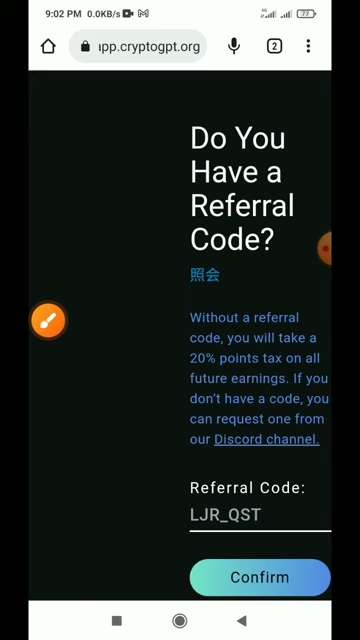 9:02 PM 0.0KB/s
4G 77
app.cryptogpt.org 2
Do You
Have a
Referral
Code?
照会
Without a referral
code, you will take a
20% points tax on all
future earnings. If you
don't have a code, you
can request one from
our Discord channel.
Referral Code:
LJR_QST
Confirm